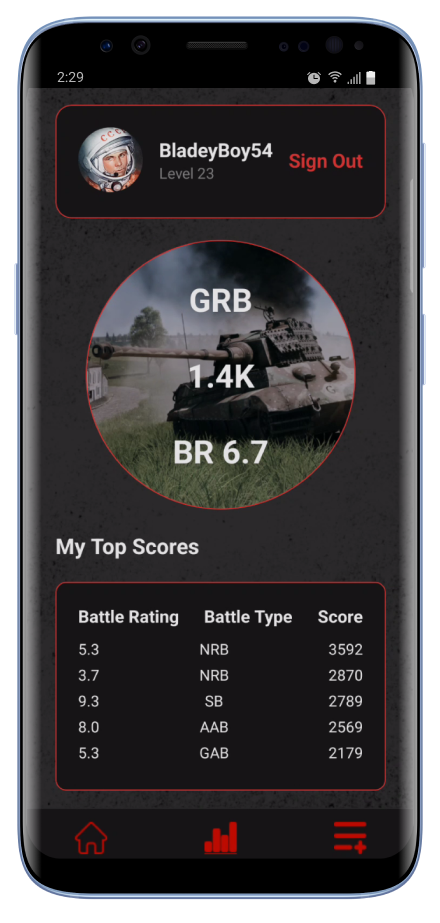 2:29
CCCP
BladeyBoy54
Level 23
Sign Out
GRB
1.4K
BR 6.7
My Top Scores
Battle Rating Battle Type Score
5.3 NRB 3592
3.7 NRB 2870
9.3 SB 2789
8.0 AAB 2569
5.3 GAB 2179